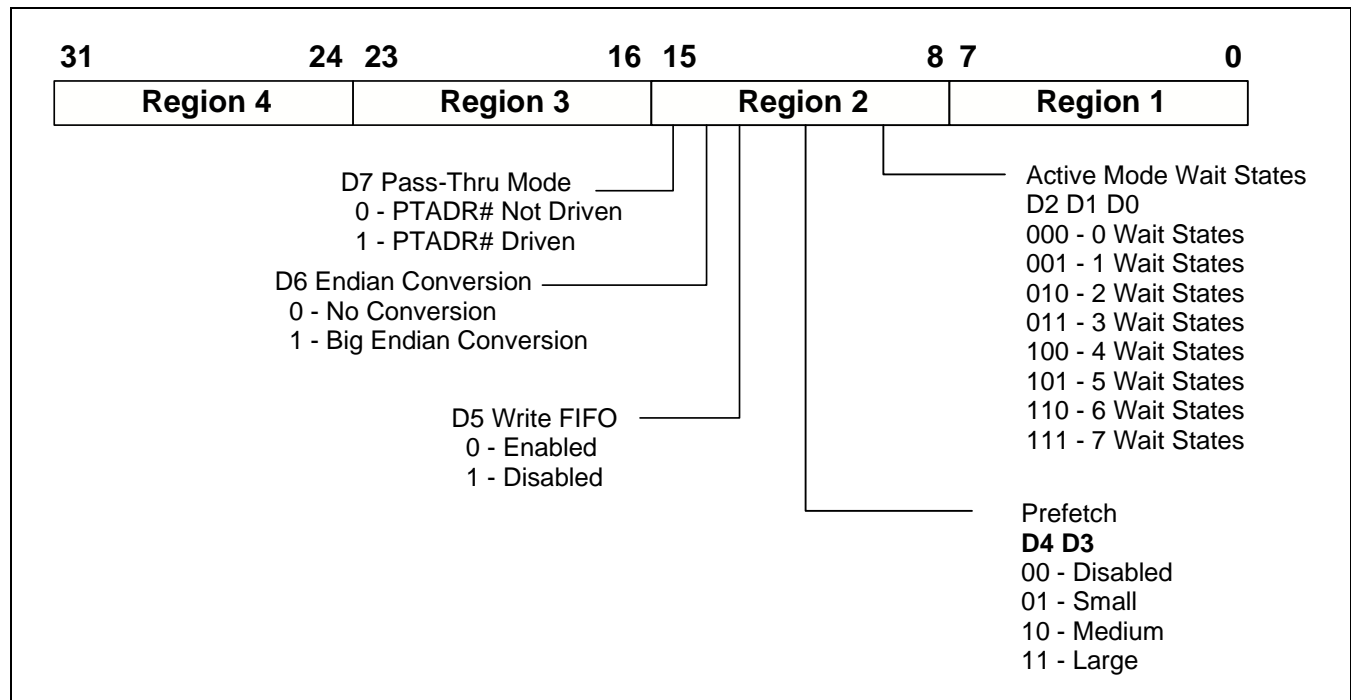 31 24 23 16 15 8 7 0
Region 4 Region 3 Region 2 Region 1
D7 Pass-Thru Mode
0 - PTADR# Not Driven
1 - PTADR# Driven
D6 Endian Conversion
0 - No Conversion
1 - Big Endian Conversion
D5 Write FIFO
0 - Enabled
1 - Disabled
Active Mode Wait States
D2 D1 D0
000 - 0 Wait States
001 - 1 Wait States
010 - 2 Wait States
011 - 3 Wait States
100 - 4 Wait States
101 - 5 Wait States
110 - 6 Wait States
111 - 7 Wait States
Prefetch
D4 D3
00 - Disabled
01 - Small
10 - Medium
11 - Large